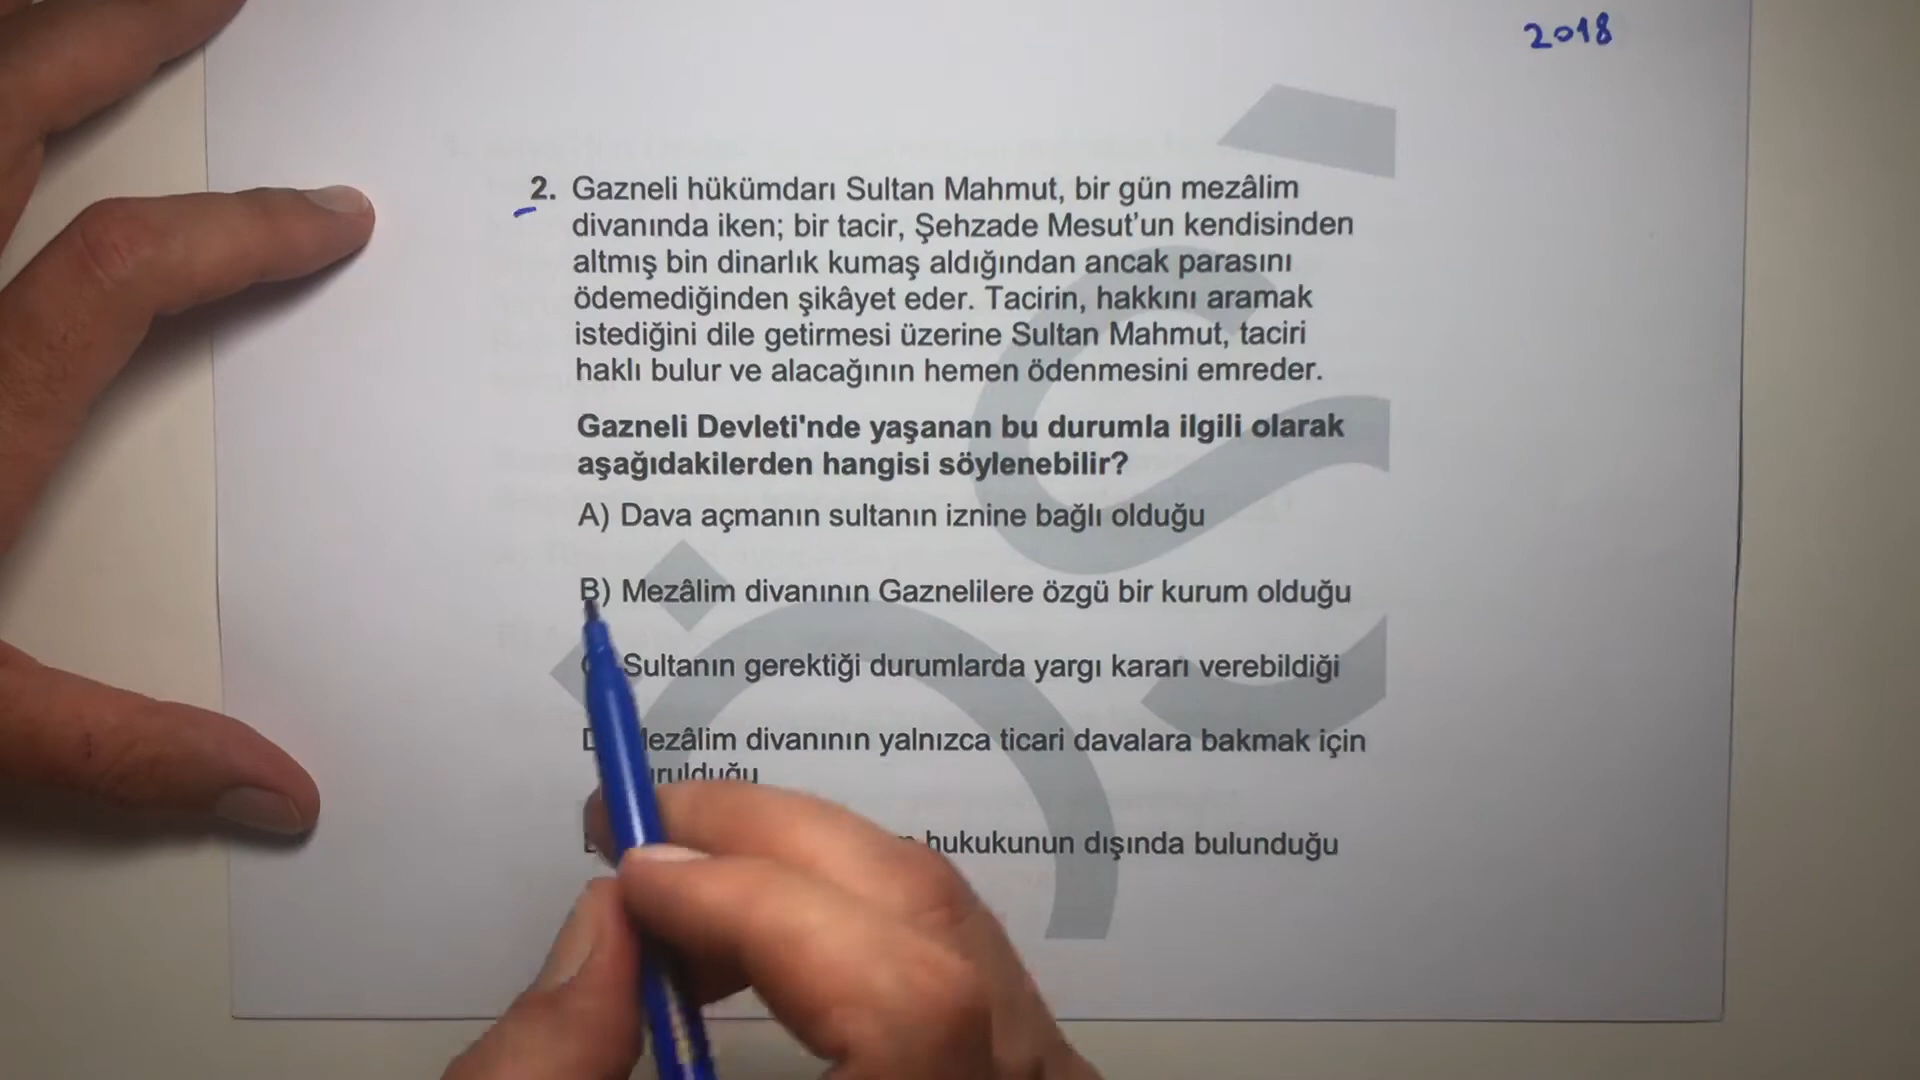 2018
2. Gazneli hükümdarı Sultan Mahmut, bir gün mezâlim
divanında iken; bir tacir, Şehzade Mesut'un kendisinden
altmış bin dinarlık kumaş aldığından ancak parasını
ödemediğinden şikâyet eder. Tacirin, hakkını aramak
istediğini dile getirmesi üzerine Sultan Mahmut, taciri
haklı bulur ve alacağının hemen ödenmesini emreder.
Gazneli Devleti'nde yaşanan bu durumla ilgili olarak
aşağıdakilerden hangisi söylenebilir?
A) Dava açmanın sultanın iznine bağlı olduğu
B) Mezâlim divanının Gaznelilere özgü bir kurum olduğu
Sultanın gerektiği durumlarda yargı kararı verebildiği
divanının yalnızca ticari davalara bakmak için
hukukunun dışında bulunduğu